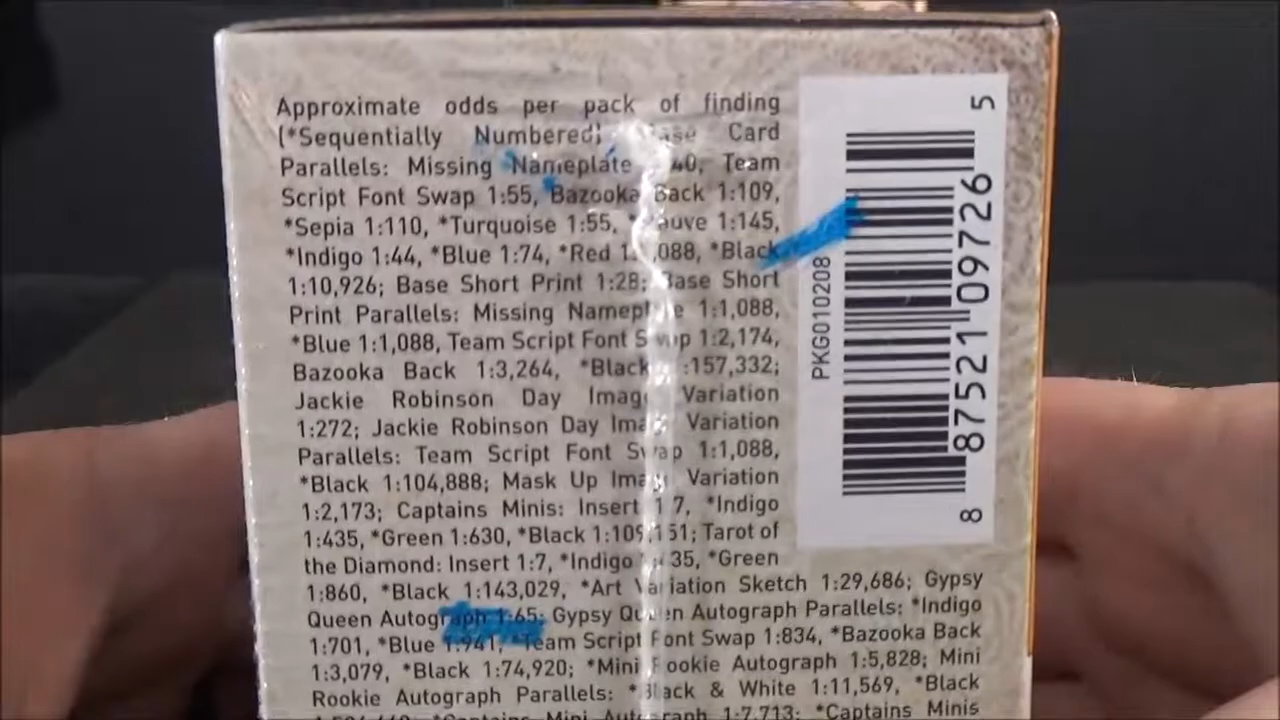 Approximate odds per pack of finding
(*Sequentially Numbered) Base Card
Parallels: Missing Nameplate 40, Team
Script Font Swap 1:55, Bazooka Back 1:109,
*Sepia 1:110, *Turquoise 1:55, *Mauve 1:145,
*Indigo 1:44, *Blue 1:74, *Red 1:1,088, *Black
1:10,926; Base Short Print 1:28; Base Short
Print Parallels: Missing Nameplate 1:1,088,
*Blue 1:1,088, Team Script Font Swap 1:2,174,
Bazooka Back 1:3,264, *Black :157,332;
Jackie Robinson Day Image Variation
1:272; Jackie Robinson Day Image Variation
Parallels: Team Script Font Swap 1:1,088,
*Black 1:104,888; Mask Up Image Variation
1:2,173; Captains Minis: Insert 1:7, *Indigo
1:435, *Green 1:630, *Black 1:109,151; Tarot of
the Diamond: Insert 1:7, *Indigo 35, *Green
1:860, *Black 1:143,029, *Art Variation Sketch 1:29,686; Gypsy
Queen Autograph 1:65; Gypsy Queen Autograph Parallels: *Indigo
1:701, *Blue 1:941, *Team Script Font Swap 1:834, *Bazooka Back
1:3,079, *Black 1:74,920; *Mini Rookie Autograph 1:5,828; Mini
Rookie Autograph Parallels: *Black & White 1:11,569, *Black
*Captains Mini Autograph 1:7,713; *Captains Minis
PKG010208
8 87521 09726 5